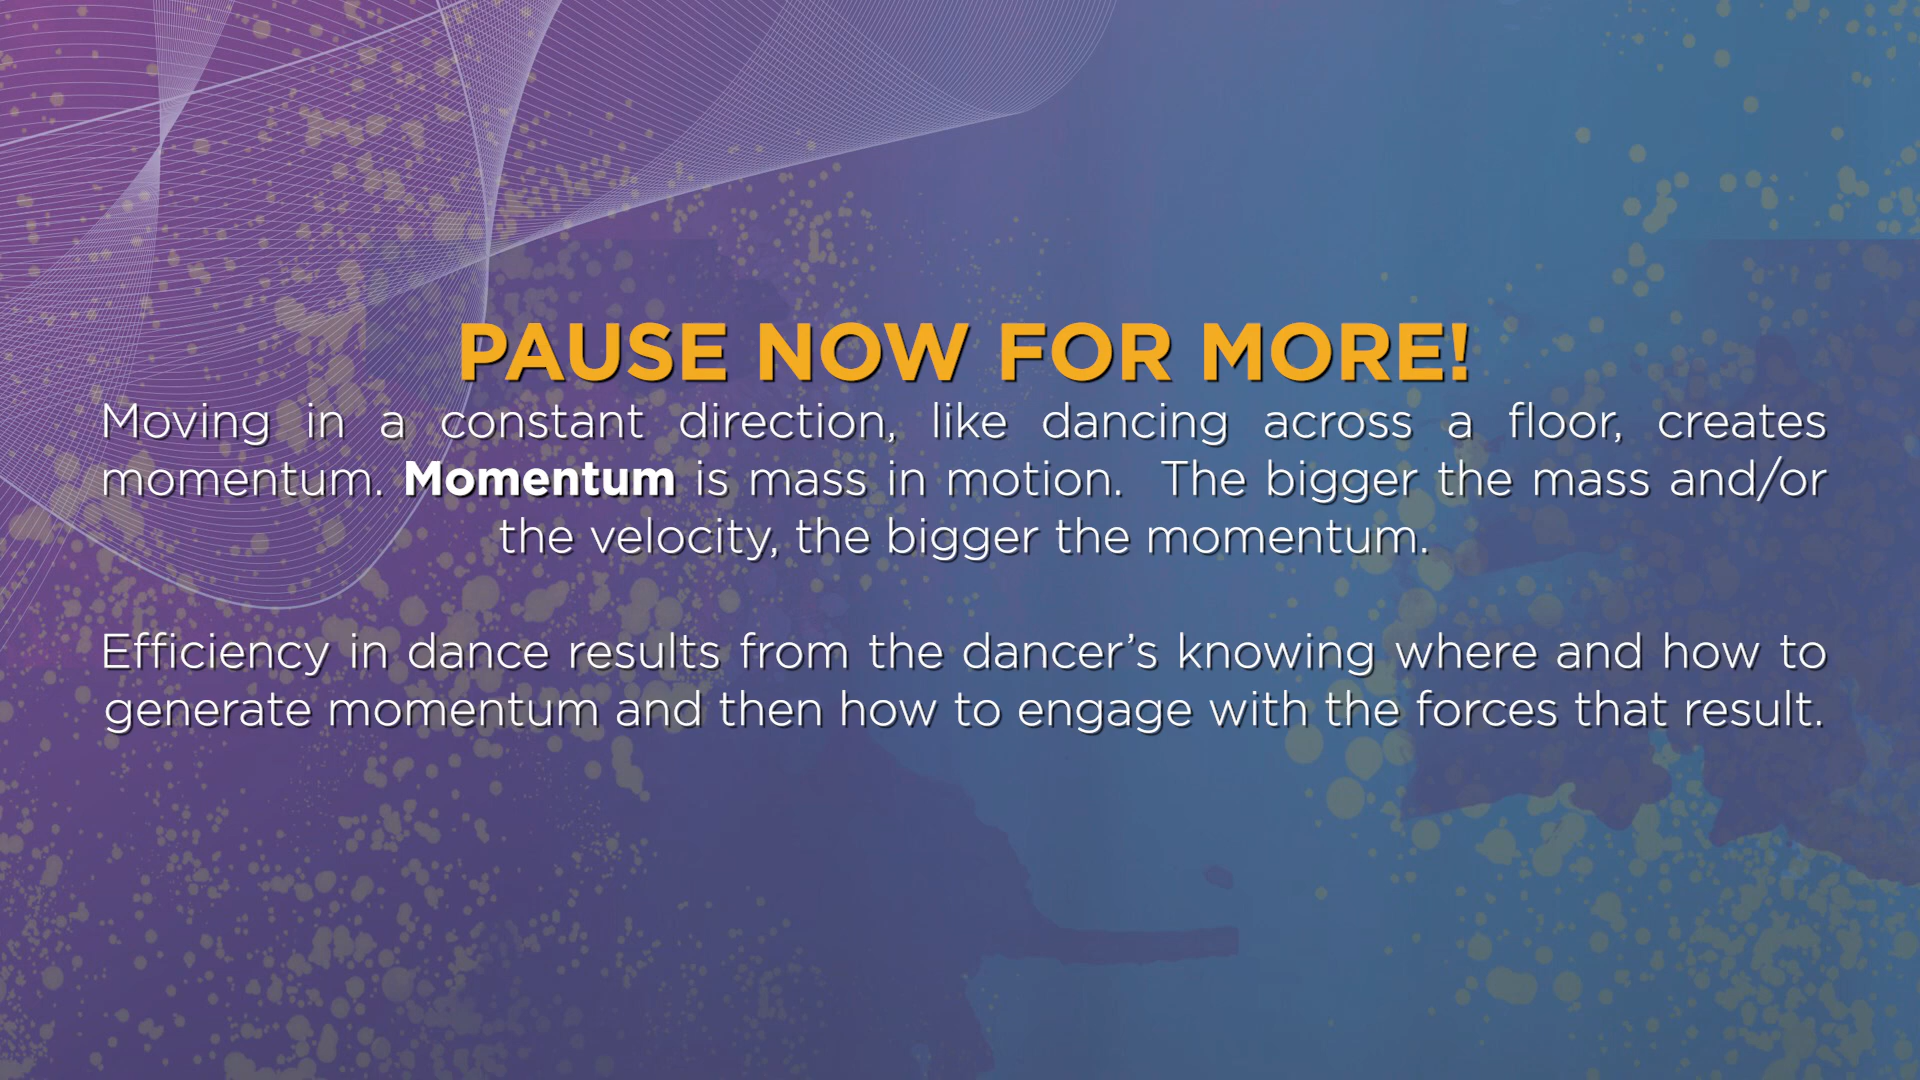 PAUSE NOW FOR MORE!
Moving in a constant direction, like dancing across a floor, creates
momentum. Momentum is mass in motion.  The bigger the mass and/or
the velocity, the bigger the momentum.
Efficiency in dance results from the dancer’s knowing where and how to
generate momentum and then how to engage with the forces that result.